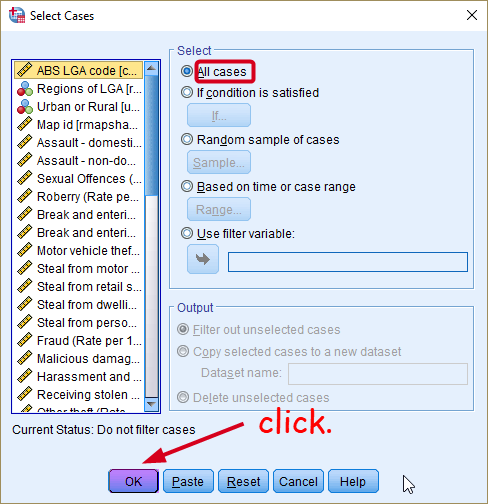 Select Cases
ABS LGA code [c...
Regions of LGA [r...
Urban or Rural [u...
Map id [rmapsha...
Assault - domesti...
Assault - non-do...
Sexual Offences (...
Roberry (Rate pe...
Break and enteri...
Break and enteri...
Motor vehicle thef...
Steal from motor ...
Steal from retail s...
Steal from dwelli...
Steal from perso...
Fraud (Rate per 1...
Malicious damag...
Harassment and ...
Receiving stolen ...
Other theft (Rate
Select
All cases
If condition is satisfied
If...
Random sample of cases
Sample...
Based on time or case range
Range...
Use filter variable:
Output
Filter out unselected cases
Copy selected cases to a new dataset
Dataset name:
Delete unselected cases
Current Status: Do not filter cases
click.
OK Paste Reset Cancel Help